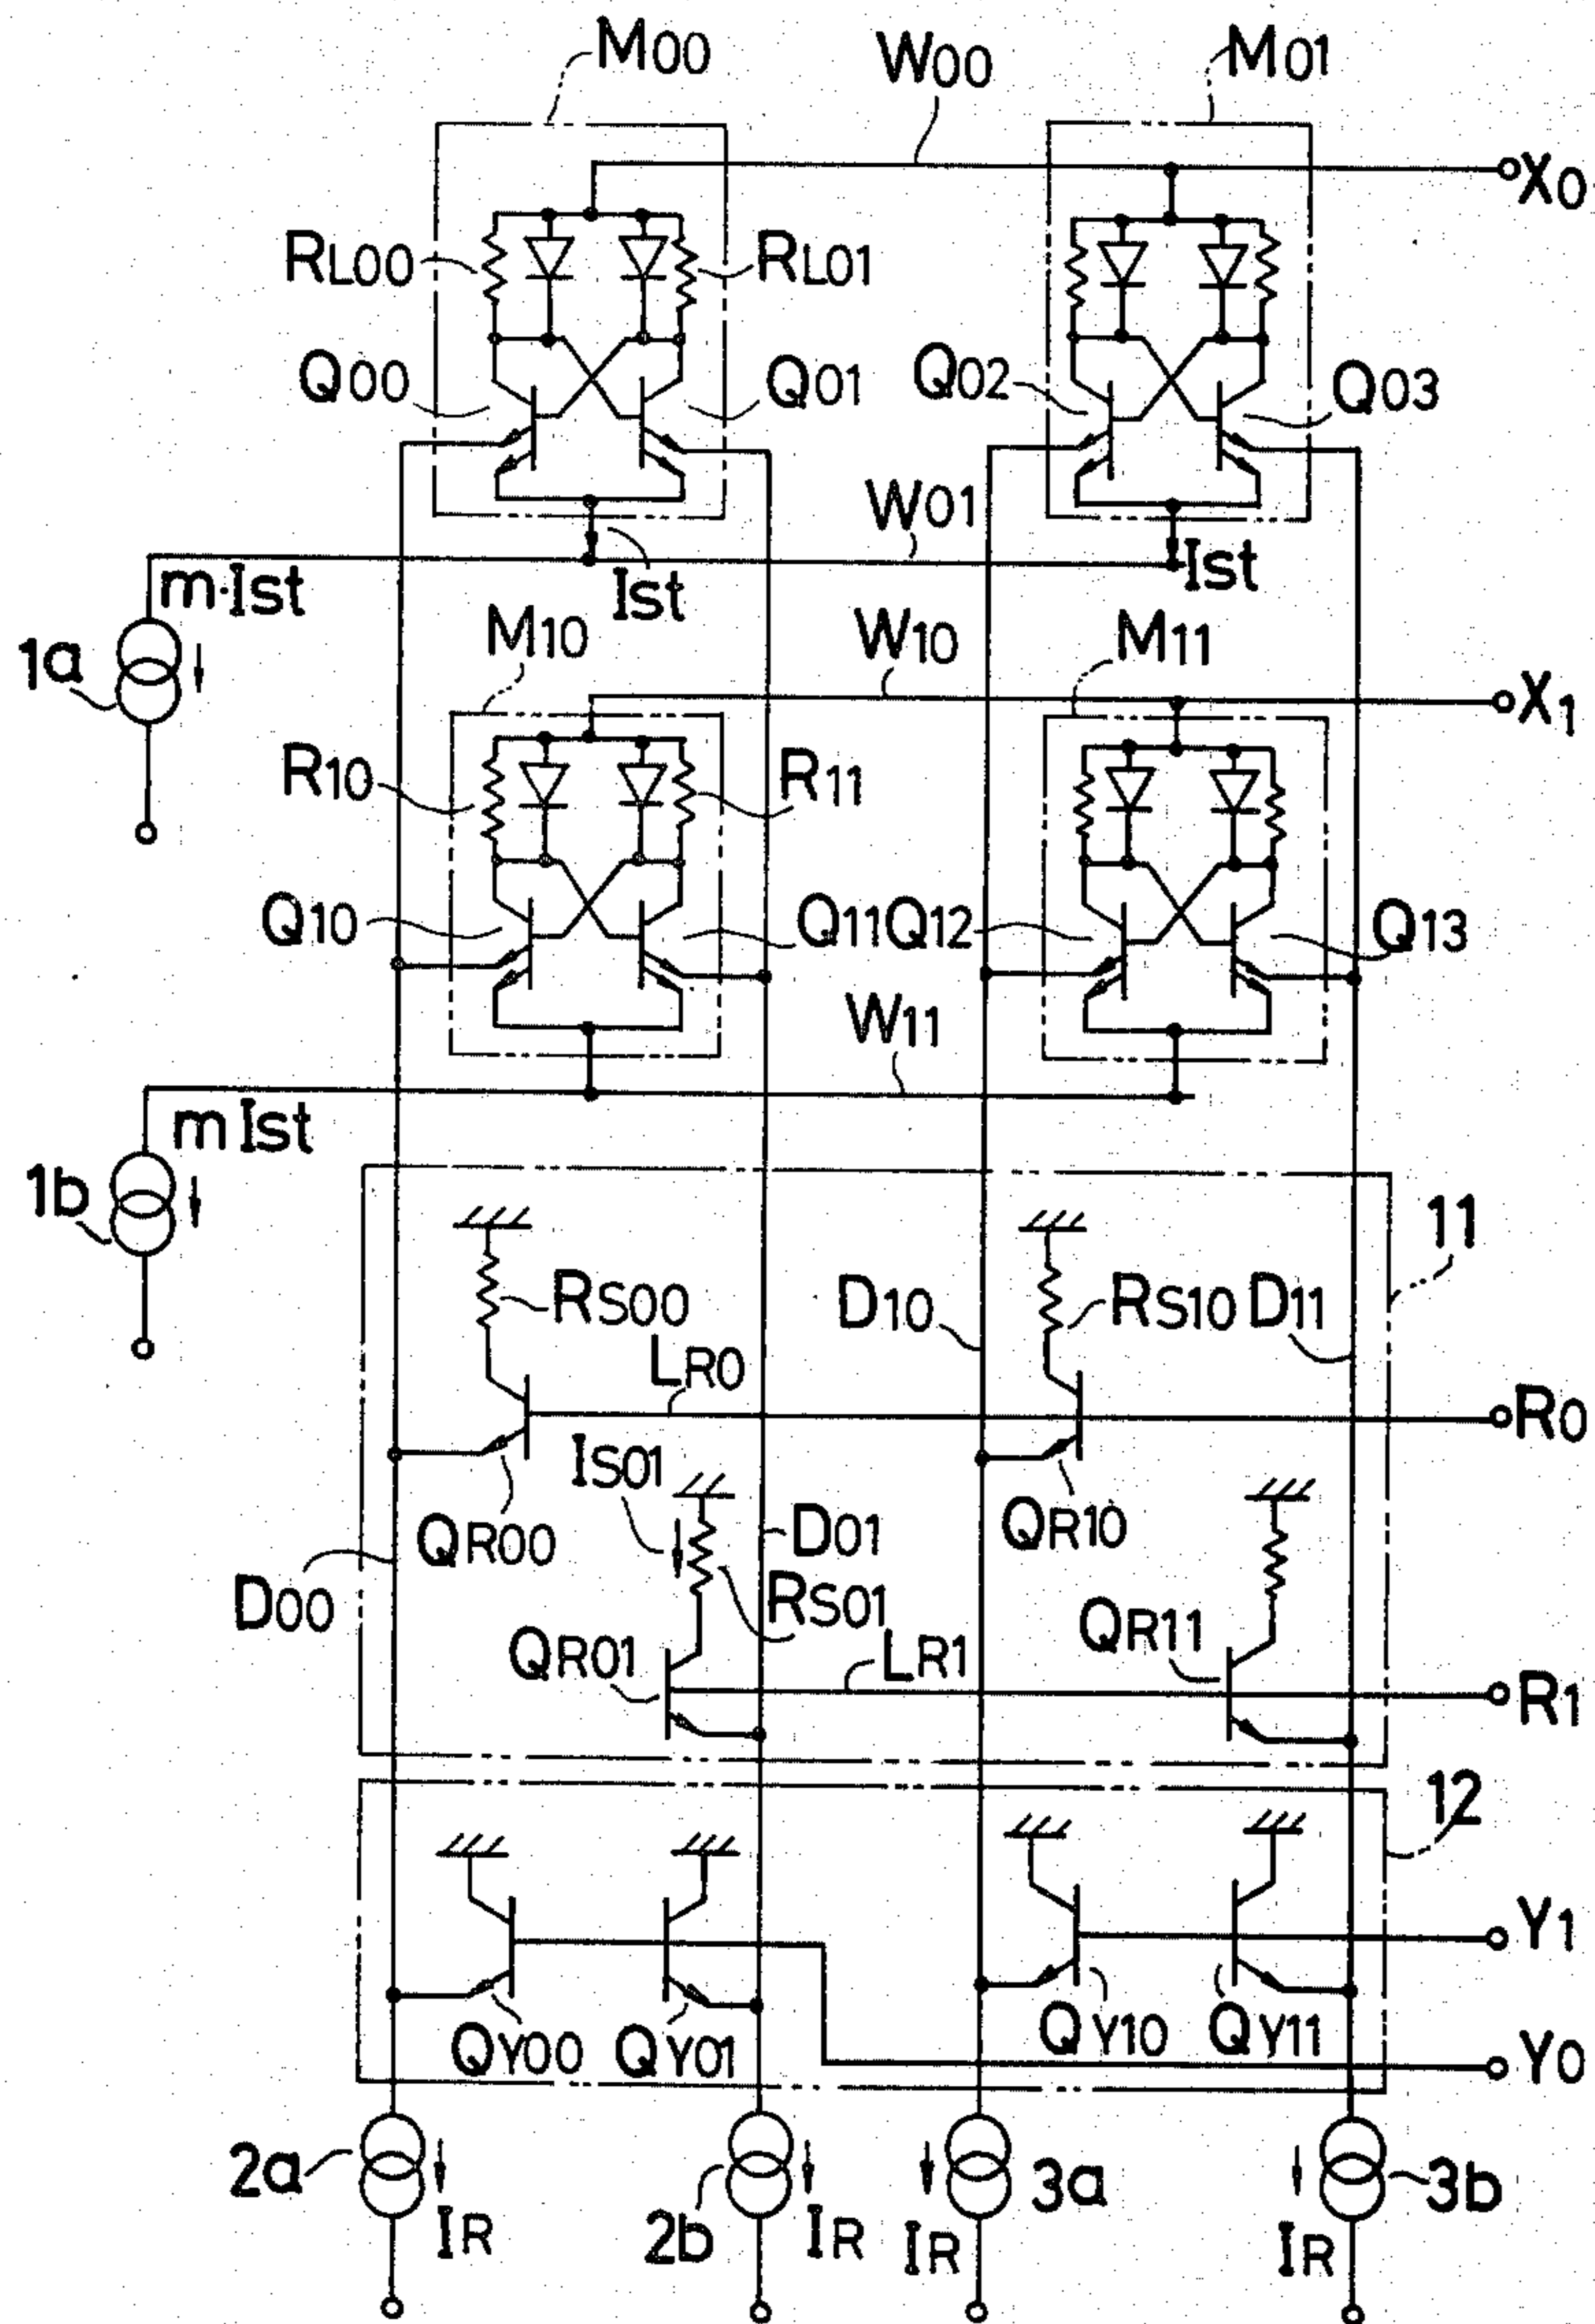 M00 W00 M01
X0
RL00 RL01
Q00 Q01 Q02 Q03
W01
m·Ist Ist Ist
1a M10 W10 M11
X1
R10 R11
Q10 Q11 Q12 Q13
W11
m Ist
1b 11
RS00 D10 RS10 D11
LR0
R0
IS01
QR00 D01 QR10
D00 RS01
QR01 LR1 QR11
R1
12
Y1
QY00 QY01 QY10 QY11
Y0
2a 3a 3b
IR 2b IR IR IR